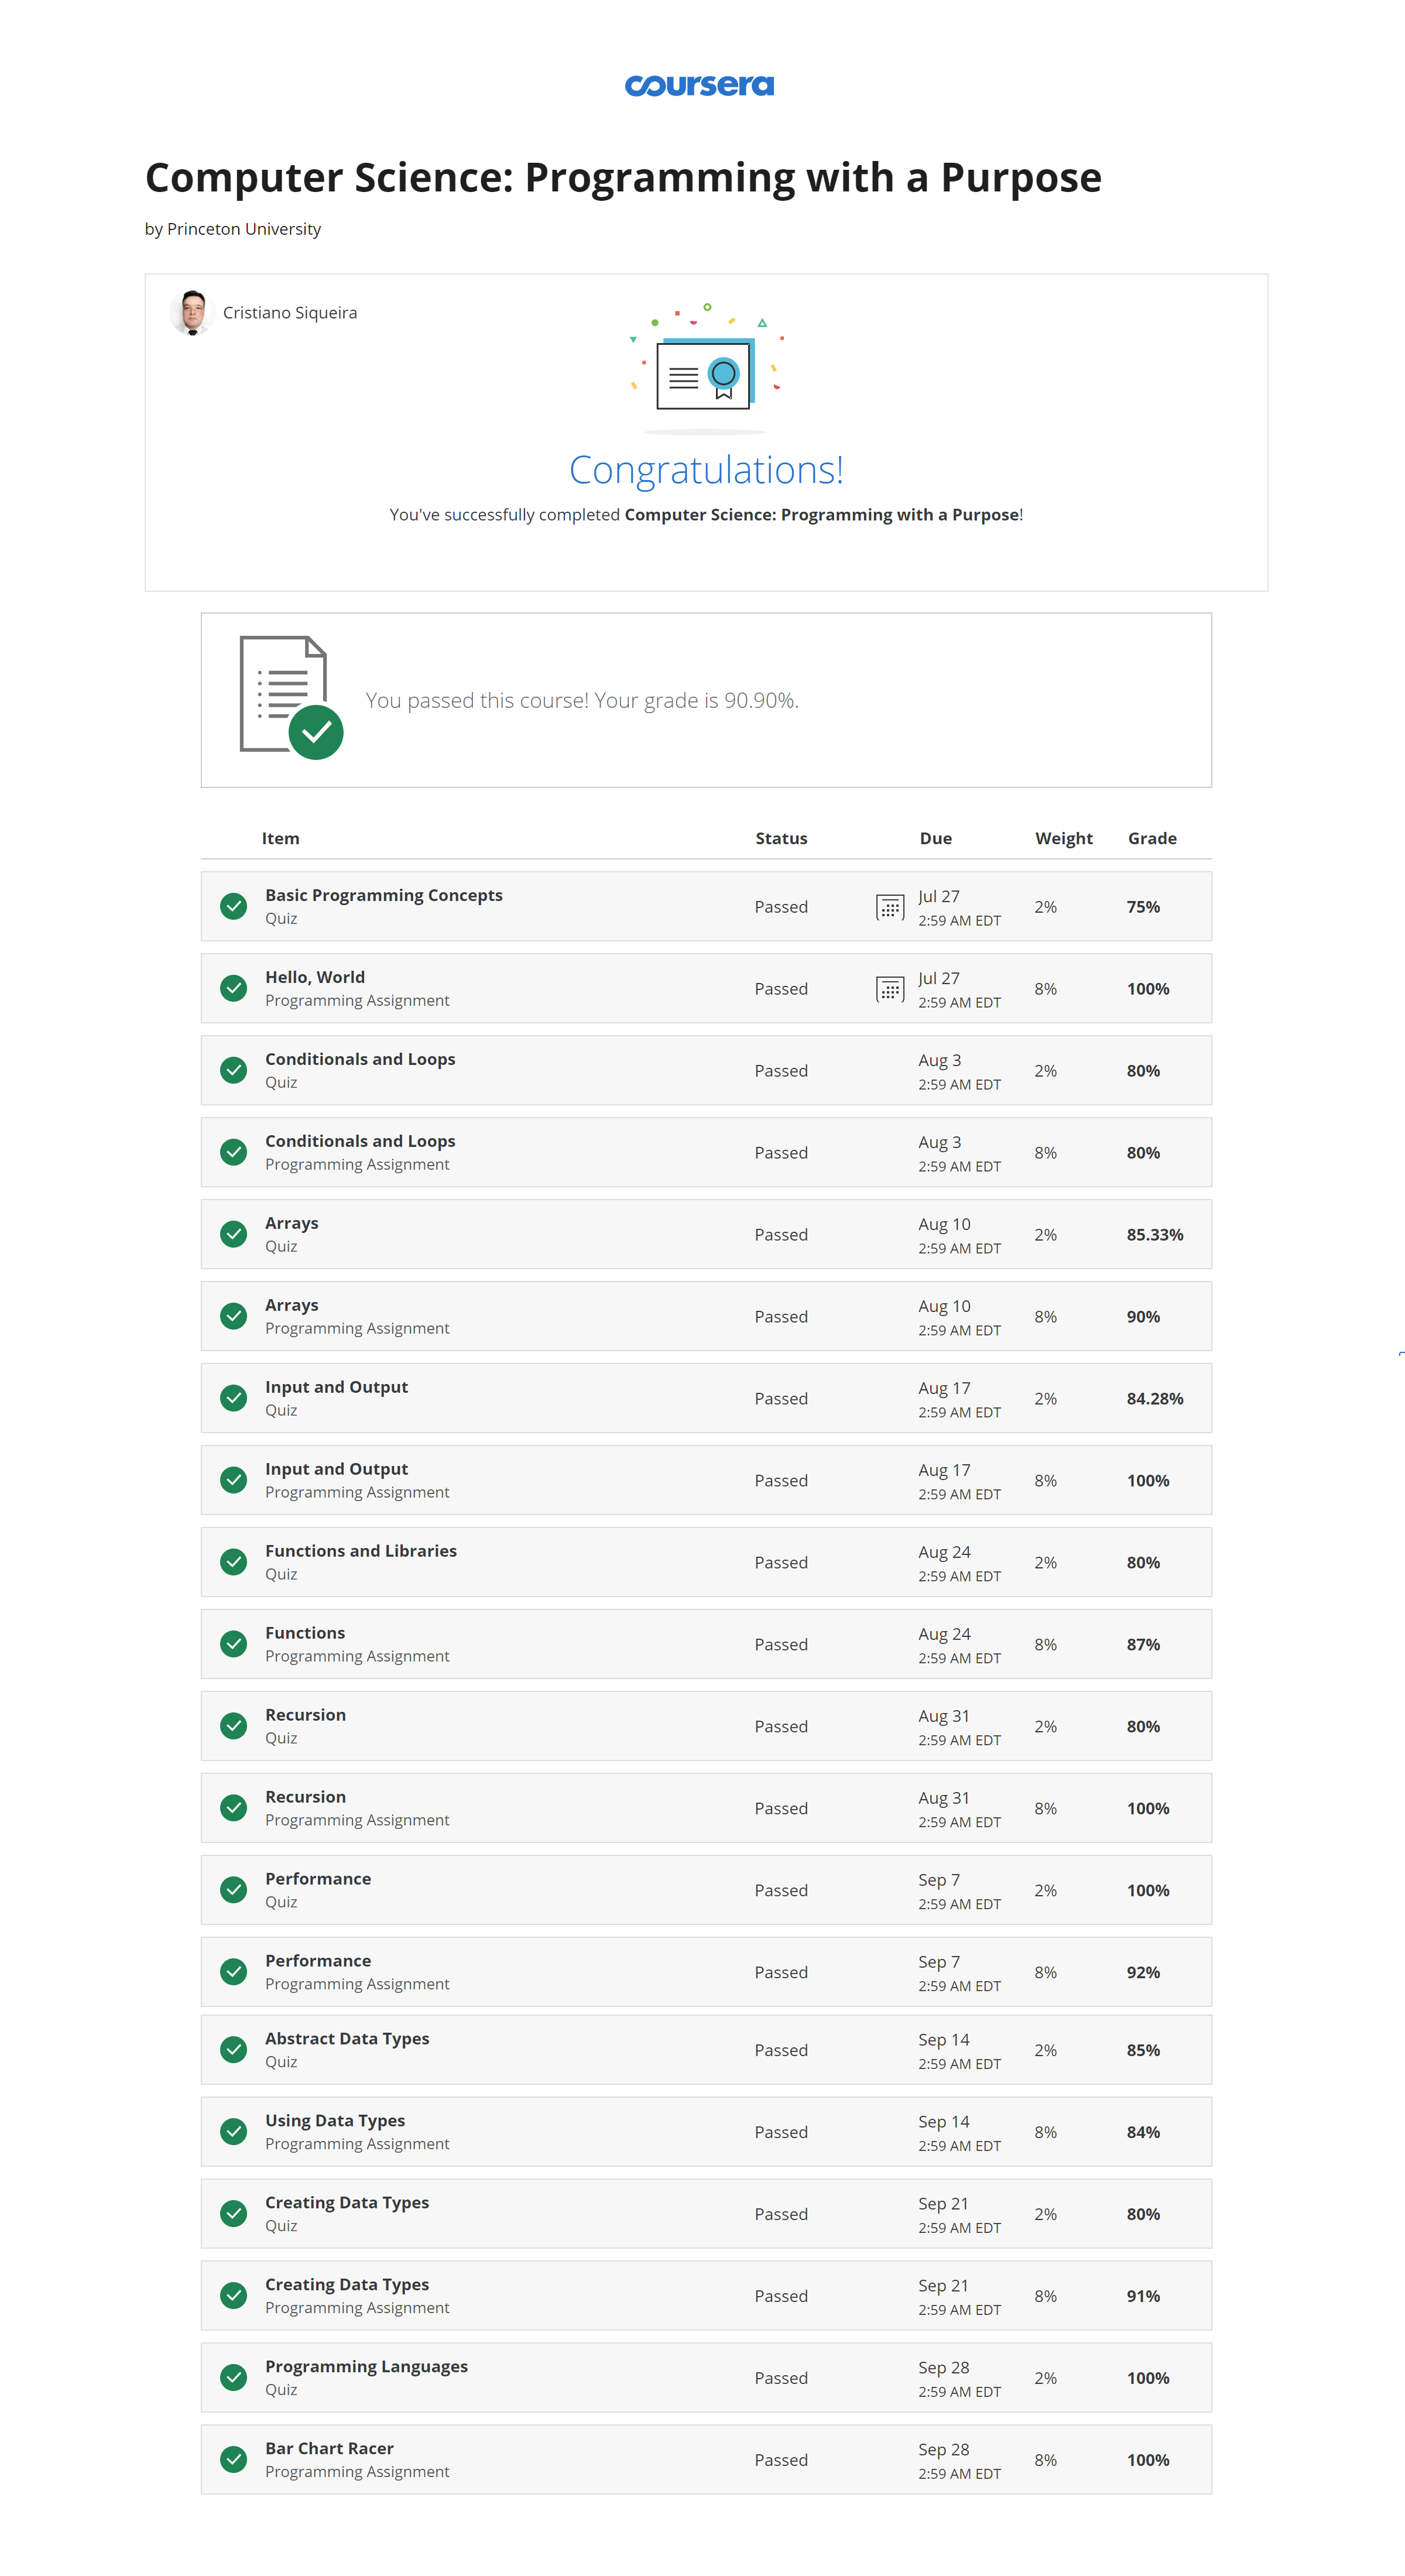 coursera
Computer Science: Programming with a Purpose
by Princeton University
Cristiano Siqueira
Congratulations!
You've successfully completed Computer Science: Programming with a Purpose!
You passed this course! Your grade is 90.90%.
Item Status Due Weight Grade
Basic Programming Concepts
Quiz
Passed
Jul 27
2:59 AM EDT
2%
75%
Hello, World
Programming Assignment
Passed
Jul 27
2:59 AM EDT
8%
100%
Conditionals and Loops
Quiz
Passed
Aug 3
2:59 AM EDT
2%
80%
Conditionals and Loops
Programming Assignment
Passed
Aug 3
2:59 AM EDT
8%
80%
Arrays
Quiz
Passed
Aug 10
2:59 AM EDT
2%
85.33%
Arrays
Programming Assignment
Passed
Aug 10
2:59 AM EDT
8%
90%
Input and Output
Quiz
Passed
Aug 17
2:59 AM EDT
2%
84.28%
Input and Output
Programming Assignment
Passed
Aug 17
2:59 AM EDT
8%
100%
Functions and Libraries
Quiz
Passed
Aug 24
2:59 AM EDT
2%
80%
Functions
Programming Assignment
Passed
Aug 24
2:59 AM EDT
8%
87%
Recursion
Quiz
Passed
Aug 31
2:59 AM EDT
2%
80%
Recursion
Programming Assignment
Passed
Aug 31
2:59 AM EDT
8%
100%
Performance
Quiz
Passed
Sep 7
2:59 AM EDT
2%
100%
Performance
Programming Assignment
Passed
Sep 7
2:59 AM EDT
8%
92%
Abstract Data Types
Quiz
Passed
Sep 14
2:59 AM EDT
2%
85%
Using Data Types
Programming Assignment
Passed
Sep 14
2:59 AM EDT
8%
84%
Creating Data Types
Quiz
Passed
Sep 21
2:59 AM EDT
2%
80%
Creating Data Types
Programming Assignment
Passed
Sep 21
2:59 AM EDT
8%
91%
Programming Languages
Quiz
Passed
Sep 28
2:59 AM EDT
2%
100%
Bar Chart Racer
Programming Assignment
Passed
Sep 28
2:59 AM EDT
8%
100%